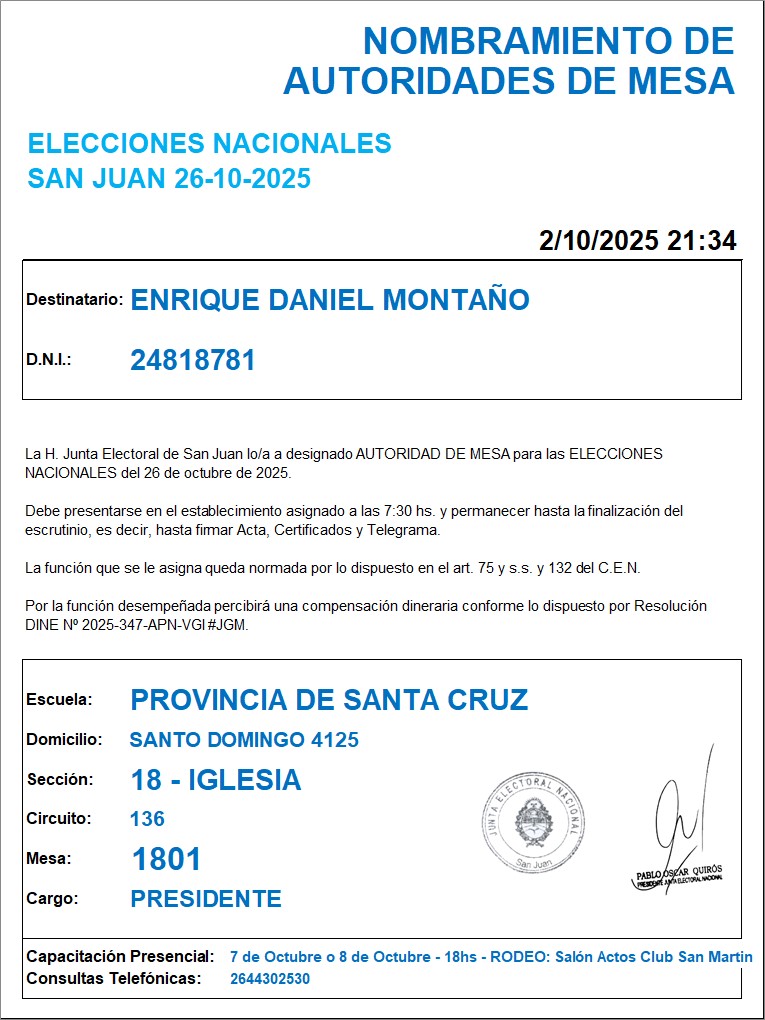 NOMBRAMIENTO DE
AUTORIDADES DE MESA
ELECCIONES NACIONALES
SAN JUAN 26-10-2025
2/10/2025 21:34
Destinatario: ENRIQUE DANIEL MONTAÑO
D.N.I.: 24818781
La H. Junta Electoral de San Juan lo/a a designado AUTORIDAD DE MESA para las ELECCIONES
NACIONALES del 26 de octubre de 2025.
Debe presentarse en el establecimiento asignado a las 7:30 hs. y permanecer hasta la finalización del
escrutinio, es decir, hasta firmar Acta, Certificados y Telegrama.
La función que se le asigna queda normada por lo dispuesto en el art. 75 y s.s. y 132 del C.E.N.
Por la función desempeñada percibirá una compensación dineraria conforme lo dispuesto por Resolución
DINE Nº 2025-347-APN-VGI#JGM.
Escuela: PROVINCIA DE SANTA CRUZ
Domicilio: SANTO DOMINGO 4125
Sección: 18 - IGLESIA
Circuito: 136
Mesa: 1801
Cargo: PRESIDENTE
JUNTA ELECTORAL NACIONAL
San Juan
PABLO OSCAR QUIRÓS
PRESIDENTE JUNTA ELECTORAL NACIONAL
Capacitación Presencial: 7 de Octubre o 8 de Octubre - 18hs - RODEO: Salón Actos Club San Martin
Consultas Telefónicas: 2644302530